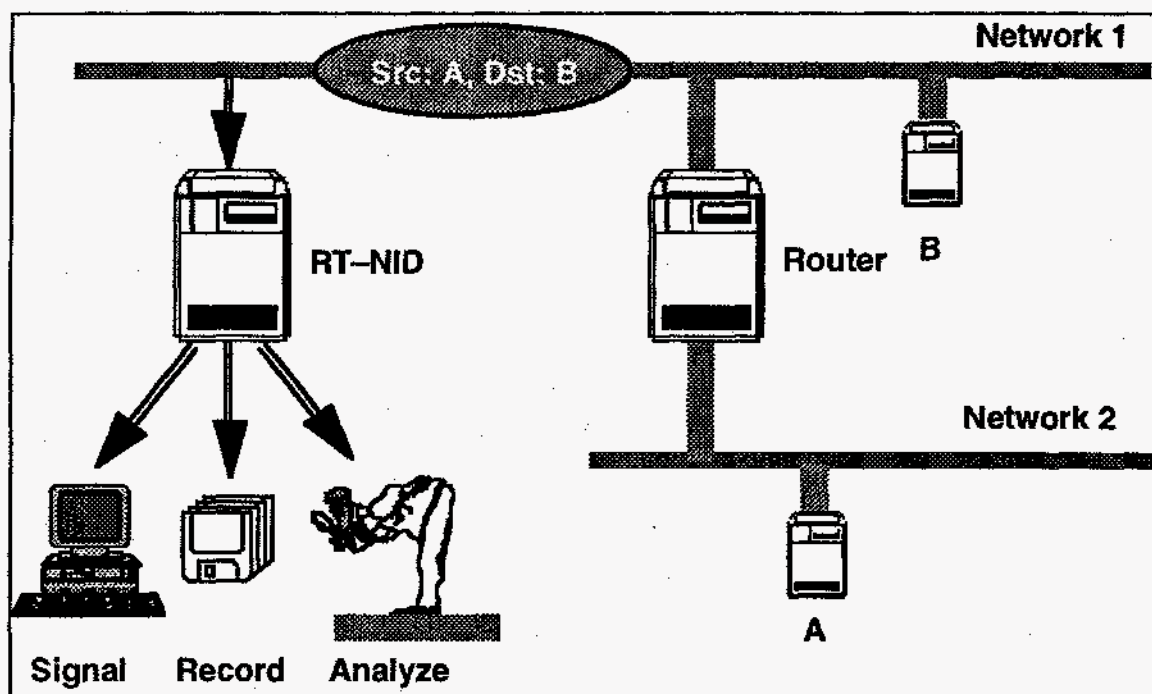 Network 1
Src: A, Dst: B
RT–NID
Router
B
Network 2
A
Signal
Record
Analyze